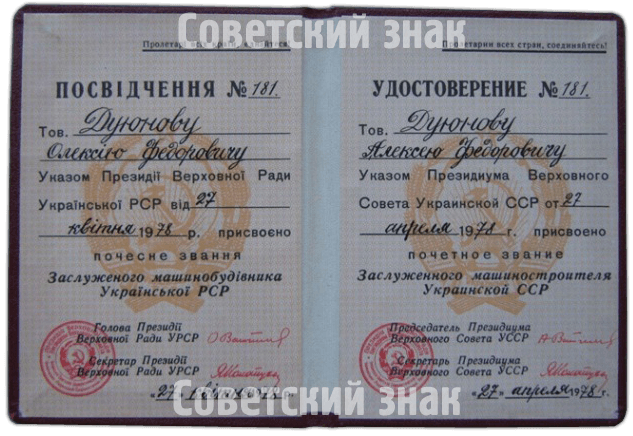 Советский знак
Пролетарі всіх країн, єднайтеся!
ПОСВІДЧЕННЯ № 181.
Тов. Дуюнову
Олексію Федоровичу
Указом Президії Верховної Ради
Української РСР від 27
квітня 1978 р. присвоєно
почесне звання
Заслуженого машинобудівника
Української РСР
Голова Президії
Верховної Ради УРСР
Секретар Президії
Верховної Ради УРСР
«27» квітня 1978
Пролетарии всех стран, соединяйтесь!
УДОСТОВЕРЕНИЕ № 181.
Тов. Дуюнову
Алексею Федоровичу
Указом Президиума Верховного
Совета Украинской ССР от 27
апреля 1978 г. присвоено
почетное звание
Заслуженного машиностроителя
Украинской ССР
Председатель Президиума
Верховного Совета УССР
Секретарь Президиума
Верховного Совета УССР
«27» апреля 1978 г.
Советский знак